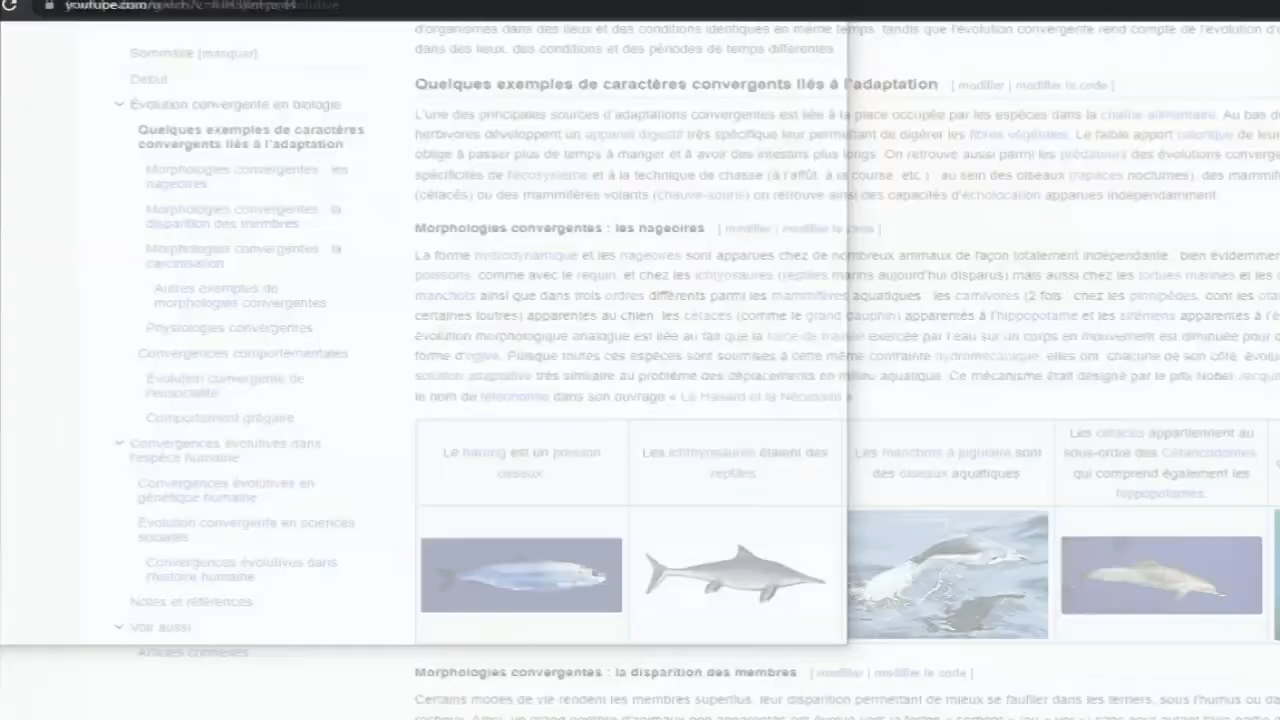 youtube.com
Sommaire [masquer]
Début
Évolution convergente en biologie
Quelques exemples de caractères
convergents liés à l'adaptation
Morphologies convergentes : les
nageoires
Morphologies convergentes : la
disparition des membres
Morphologies convergentes : la
carcinisation
Autres exemples de
morphologies convergentes
Physiologies convergentes
Convergences comportementales
Évolution convergente de
l'eusocialité
Comportement grégaire
Convergences évolutives dans
l'espèce humaine
Convergences évolutives en
génétique humaine
Évolution convergente en sciences
sociales
Convergences évolutives dans
l'histoire humaine
Notes et références
Voir aussi
Articles connexes
d'organismes dans des lieux et des conditions identiques en même temps, tandis que l'évolution convergente rend compte de l'évolution
dans des lieux, des conditions et des périodes de temps différentes.
Quelques exemples de caractères convergents liés à l'adaptation [ modifier | modifier le code ]
L'une des principales sources d'adaptations convergentes est liée à la place occupée par les espèces dans la chaîne alimentaire. Au bas
herbivores développent un appareil digestif très spécifique leur permettant de digérer les fibres végétales. Le faible apport calorique de
oblige à passer plus de temps à manger et à avoir des intestins plus longs. On retrouve aussi parmi les prédateurs des évolutions
spécificités de l'écosystème et à la technique de chasse (à l'affût, à la course, etc.) : au sein des oiseaux (rapaces nocturnes), des
(cétacés) ou des mammifères volants (chauve-souris) on retrouve ainsi des capacités d'écholocation apparues indépendamment.
Morphologies convergentes : les nageoires [ modifier | modifier le code ]
La forme hydrodynamique et les nageoires sont apparues chez de nombreux animaux de façon totalement indépendante : bien
poissons, comme avec le requin, et chez les ichtyosaures (reptiles marins aujourd'hui disparus) mais aussi chez les tortues marines et les
manchots ainsi que dans trois ordres différents parmi les mammifères aquatiques : les carnivores (2 fois : chez les pinnipèdes, dont les
certaines loutres) apparentées au chien, les cétacés (comme le grand dauphin) apparentés à l'hippopotame et les siréniens apparentés à
évolution morphologique analogue est liée au fait que la force de traînée exercée par l'eau sur un corps en mouvement est diminuée pour
forme d'ogive. Puisque toutes ces espèces sont soumises à cette même contrainte hydromécanique, elles ont, chacune de son côté,
solution adaptative très similaire au problème des déplacements en milieu aquatique. Ce mécanisme était désigné par le prix Nobel
le nom de téléonomie dans son ouvrage « Le Hasard et la Nécessité ».
Le hareng est un poisson
osseux
Les ichthyosaures étaient des
reptiles.
Les manchots à jugulaire sont
des oiseaux aquatiques
Les cétacés appartiennent au
sous-ordre des Cetancodontes
qui comprend également les
hippopotames.
Morphologies convergentes : la disparition des membres [ modifier | modifier le code ]
Certains modes de vie rendent les membres superflus, leur disparition permettant de mieux se faufiler dans les terriers, sous l'humus ou